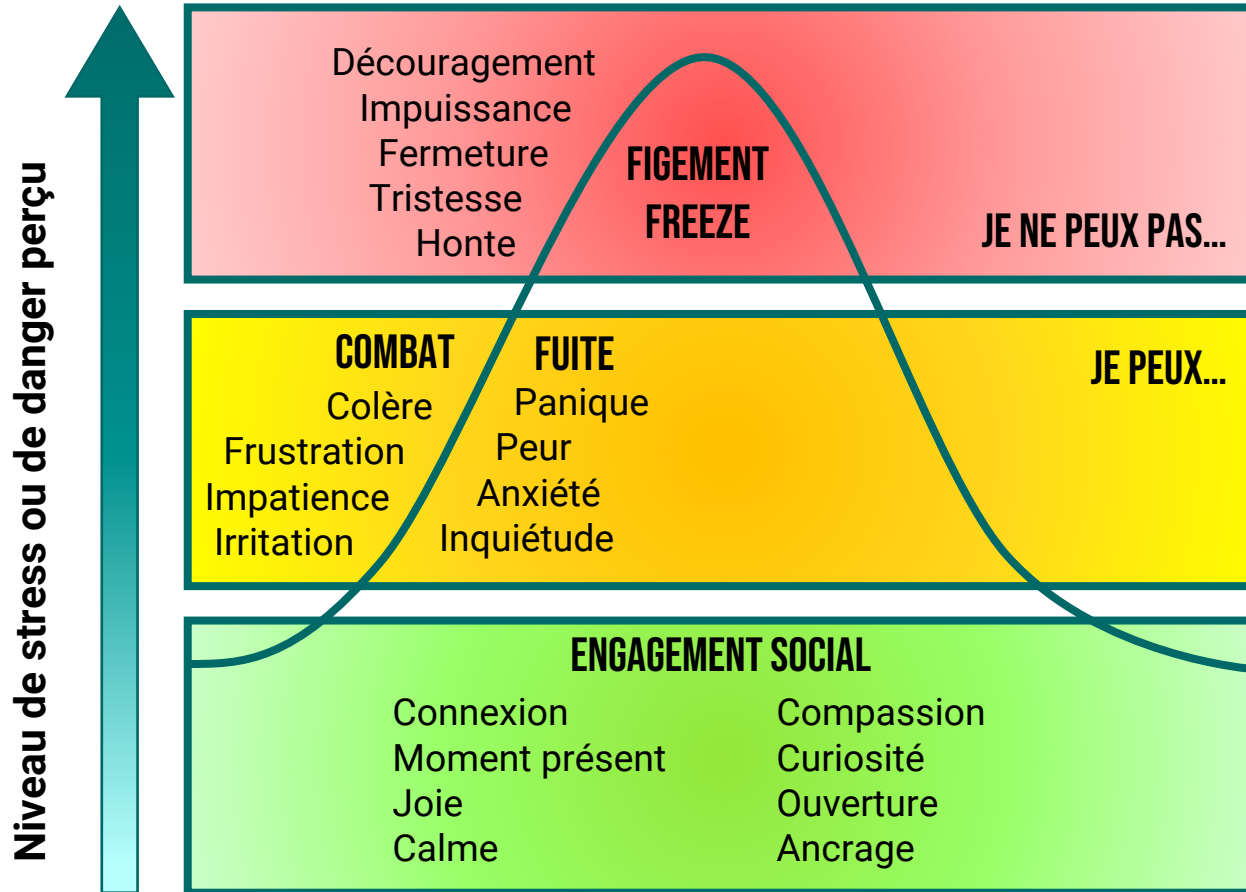 Niveau de stress ou de danger perçu
Découragement
Impuissance
Fermeture
Tristesse
Honte
FIGEMENT
FREEZE
JE NE PEUX PAS...
COMBAT
Colère
Frustration
Impatience
Irritation
FUITE
Panique
Peur
Anxiété
Inquiétude
JE PEUX...
ENGAGEMENT SOCIAL
Connexion
Moment présent
Joie
Calme
Compassion
Curiosité
Ouverture
Ancrage